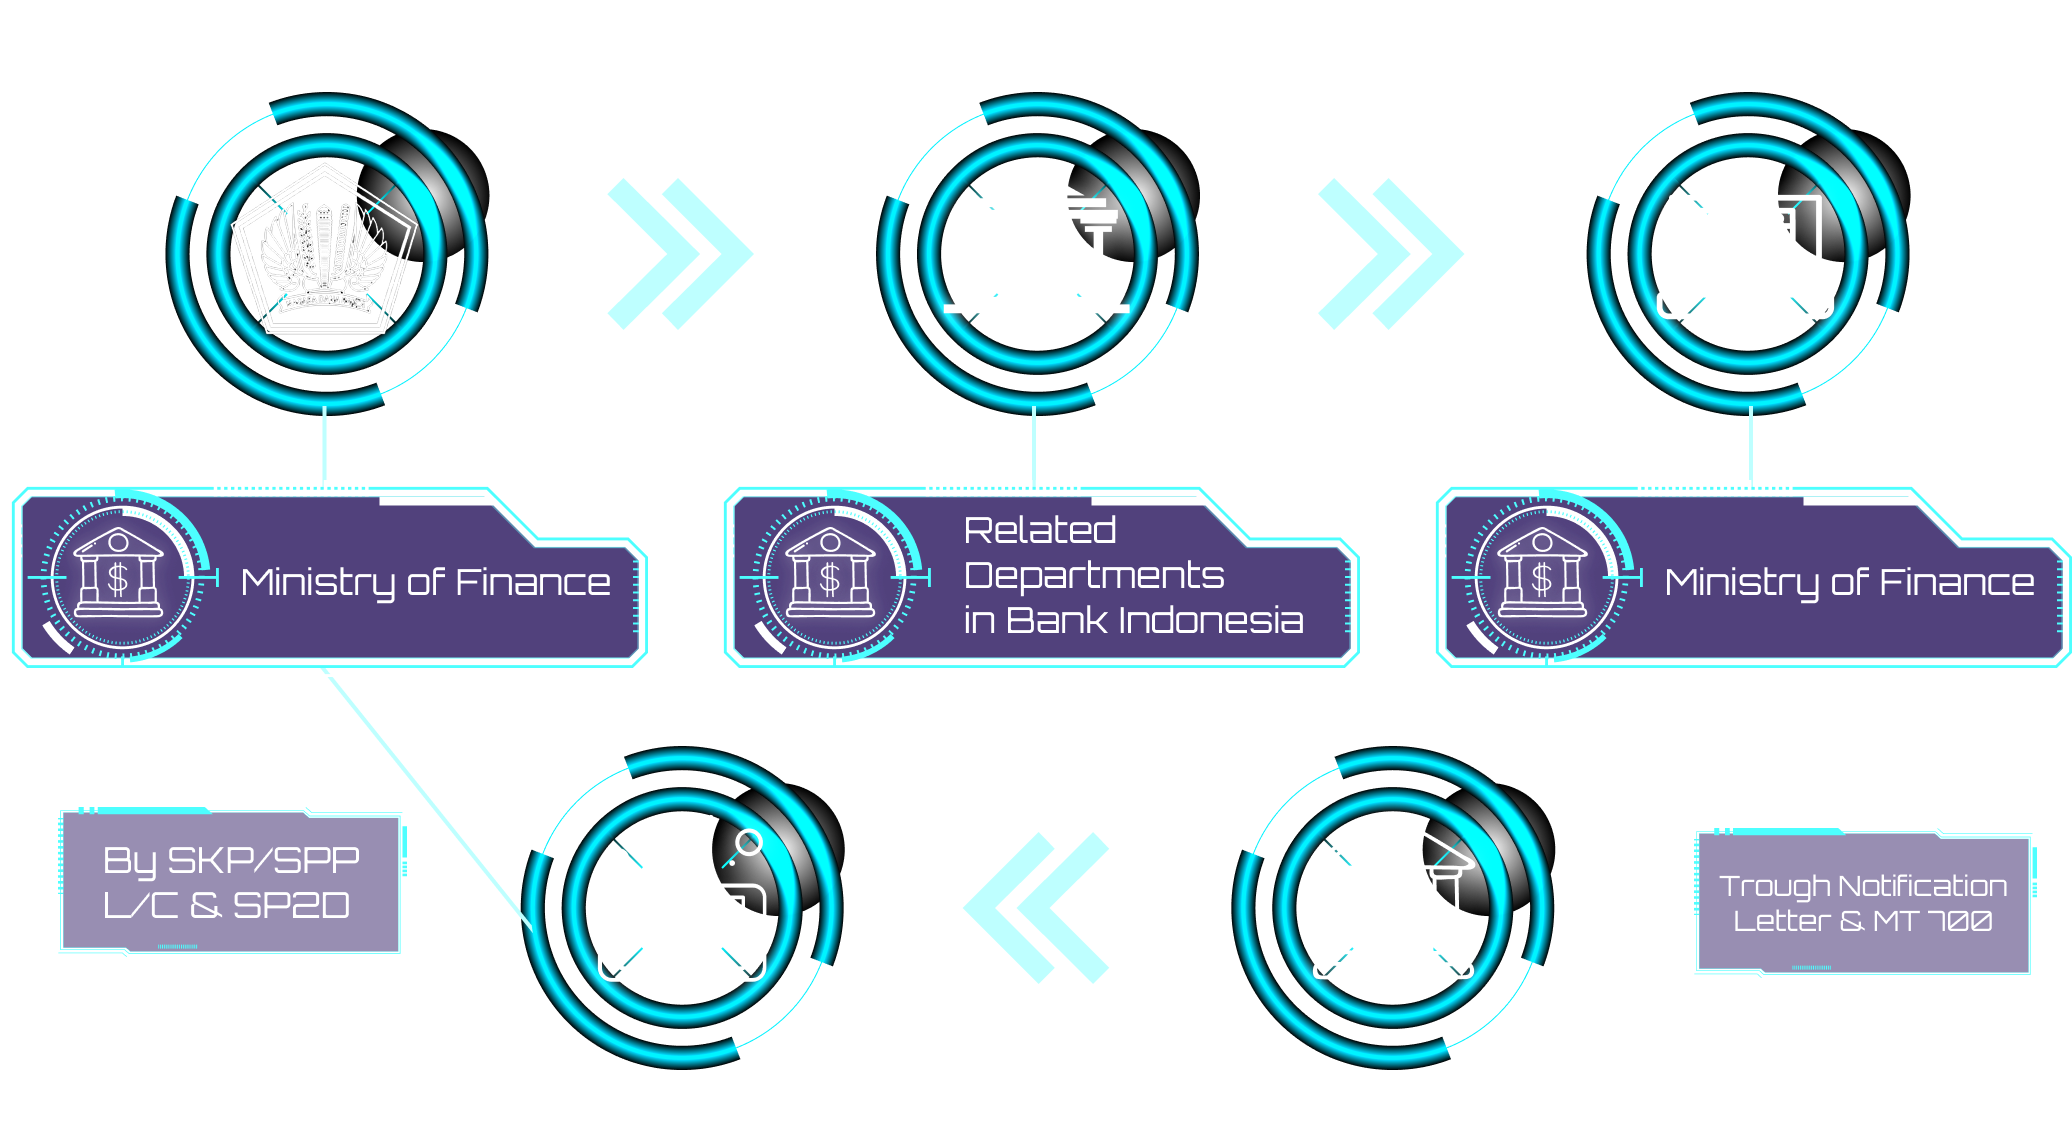 Ministry of Finance
Related
Departments
in Bank Indonesia
Ministry of Finance
By SKP/SPP
L/C & SP2D
Trough Notification
Letter & MT 700